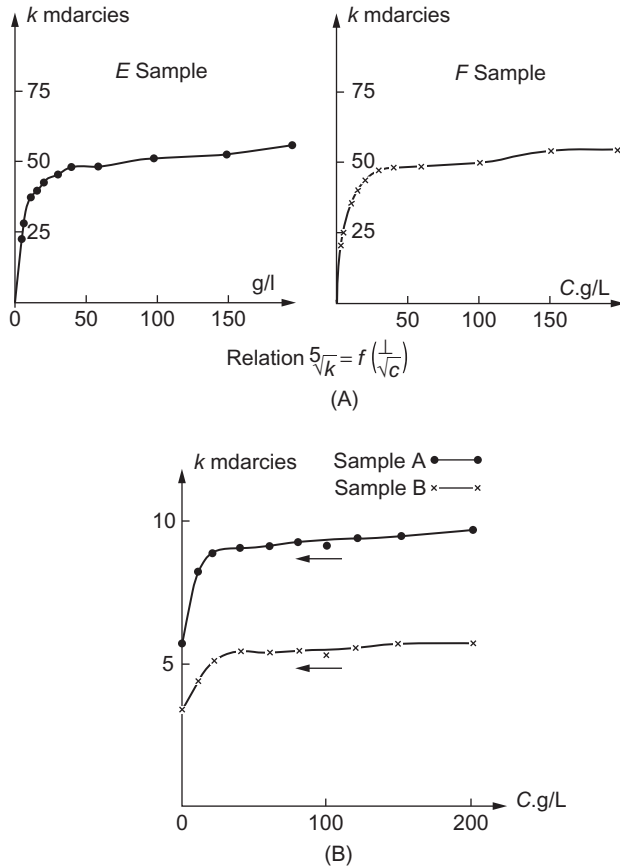 k mdarcies
E Sample
75
50
25
0 50 100 150
g/l
k mdarcies
F Sample
75
50
25
50 100 150
C.g/L
Relation ⁵√k = f (1/√c)
(A)
k mdarcies
Sample A
Sample B
10
5
0 100 200
C.g/L
(B)